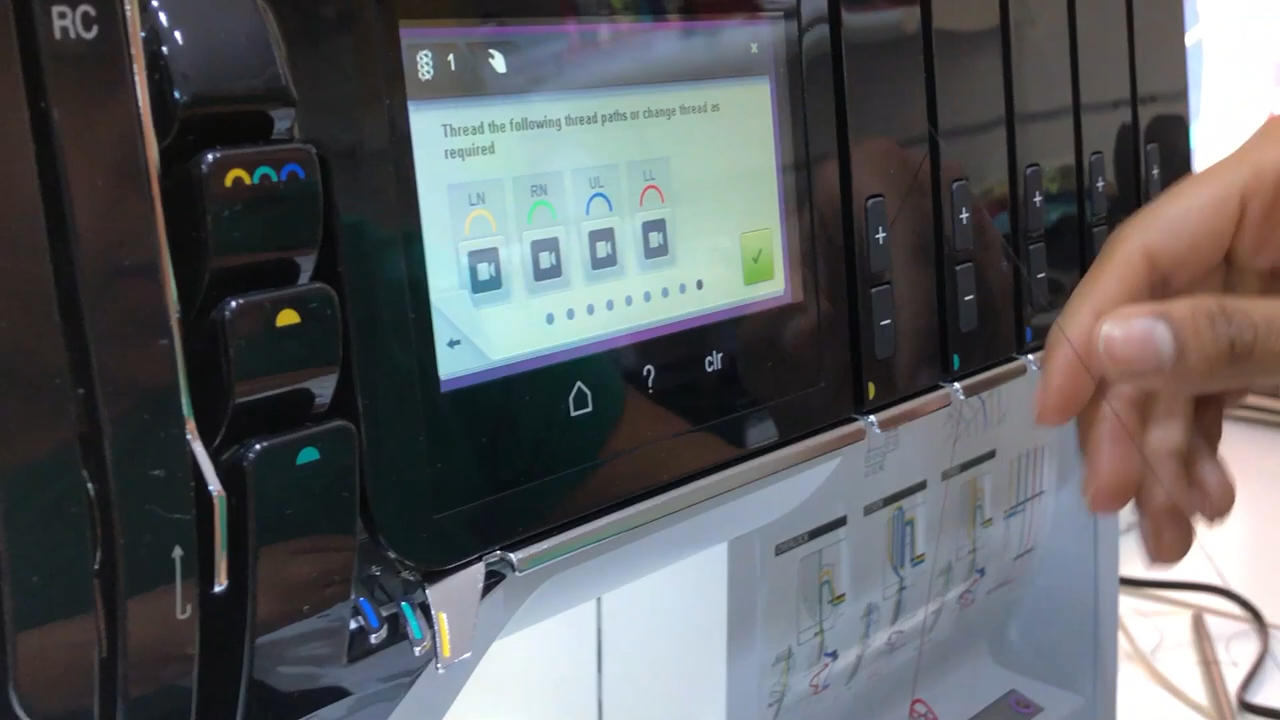 RC
1
x
Thread the following thread paths or change thread as
required
LN
RN
UL
LL
?
clr
+
+
+
+
+
-
-
-